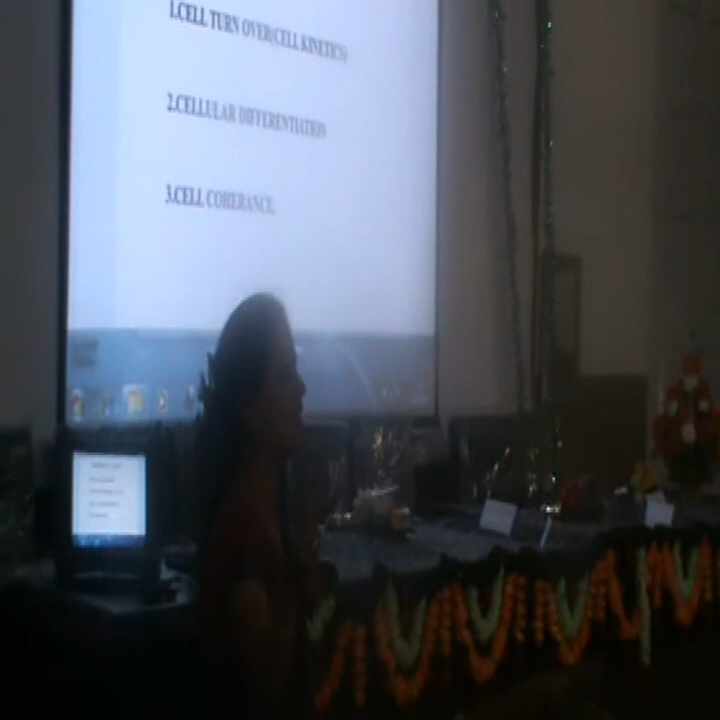 1.CELL TURN OVER(CELL KINETICS)
2.CELLULAR DIFFERENTIATION
3.CELL COHERANCE.